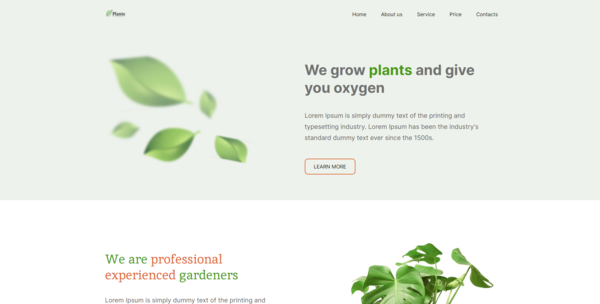 Plants
Home About us Service Price Contacts
We grow plants and give
you oxygen
Lorem Ipsum is simply dummy text of the printing and
typesetting industry. Lorem Ipsum has been the industry's
standard dummy text ever since the 1500s.
LEARN MORE
We are professional
experienced gardeners
Lorem Ipsum is simply dummy text of the printing and